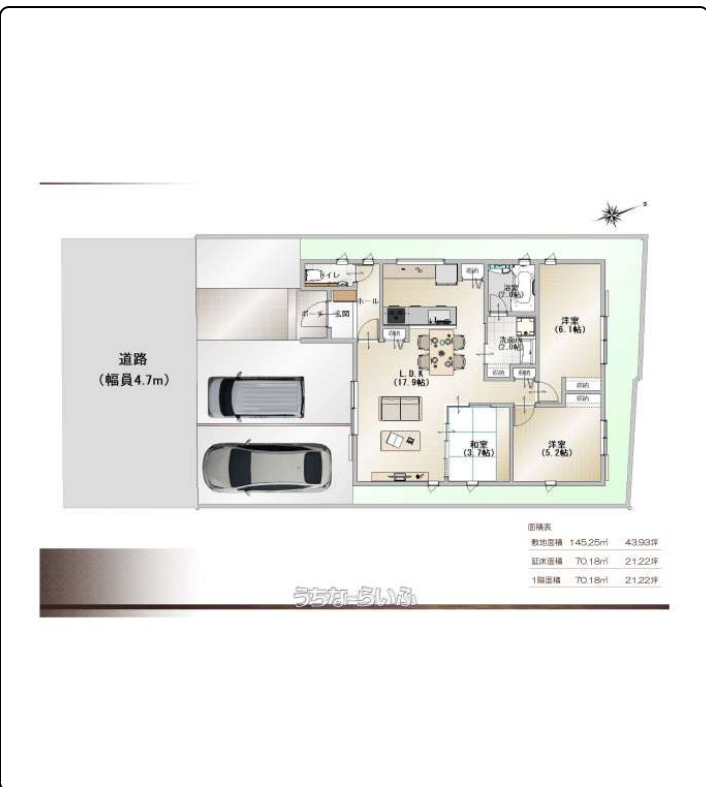 トイレ
ホール
収納
浴室
(2.0帖)
洋室
(6.1帖)
ポーチ
玄関
収納
洗面所
(2.0帖)
道路
(幅員4.7m)
L.D.K
(17.9帖)
収納
収納
収納
収納
和室
(3.7帖)
洋室
(5.2帖)
面積表
敷地面積 145.25㎡ 43.93坪
延床面積 70.18㎡ 21.22坪
1階面積 70.18㎡ 21.22坪
うちなーらいふ